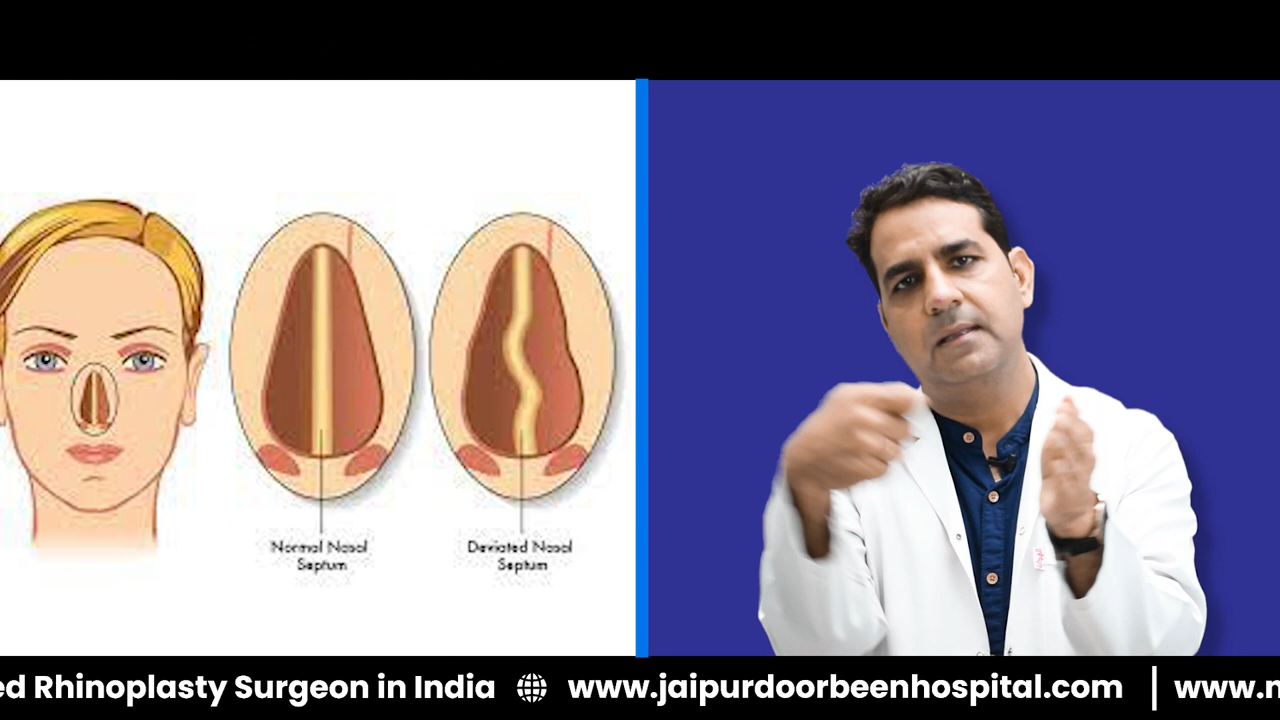 Normal Nasal
Septum
Deviated Nasal
Septum
ed Rhinoplasty Surgeon in India www.jaipurdoorbeenhospital.com | www.